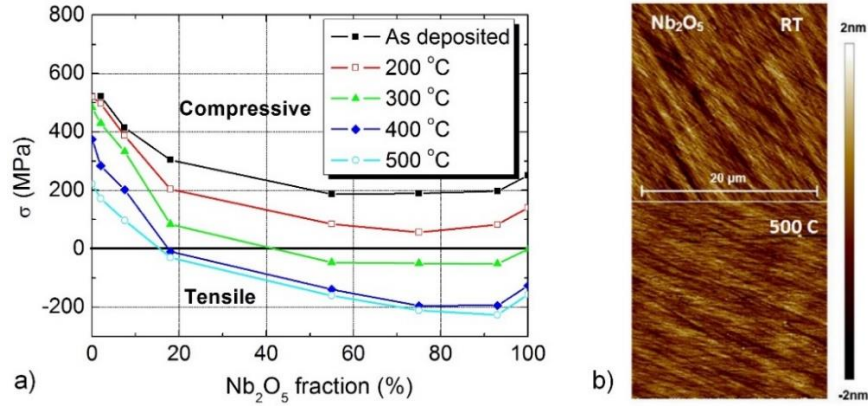 800
600
400
200
0
-200
σ (MPa)
Compressive
Tensile
As deposited
200 °C
300 °C
400 °C
500 °C
0 20 40 60 80 100
Nb₂O₅ fraction (%)
a)
Nb₂O₅ RT
20 µm
500 C
2nm
-2nm
b)